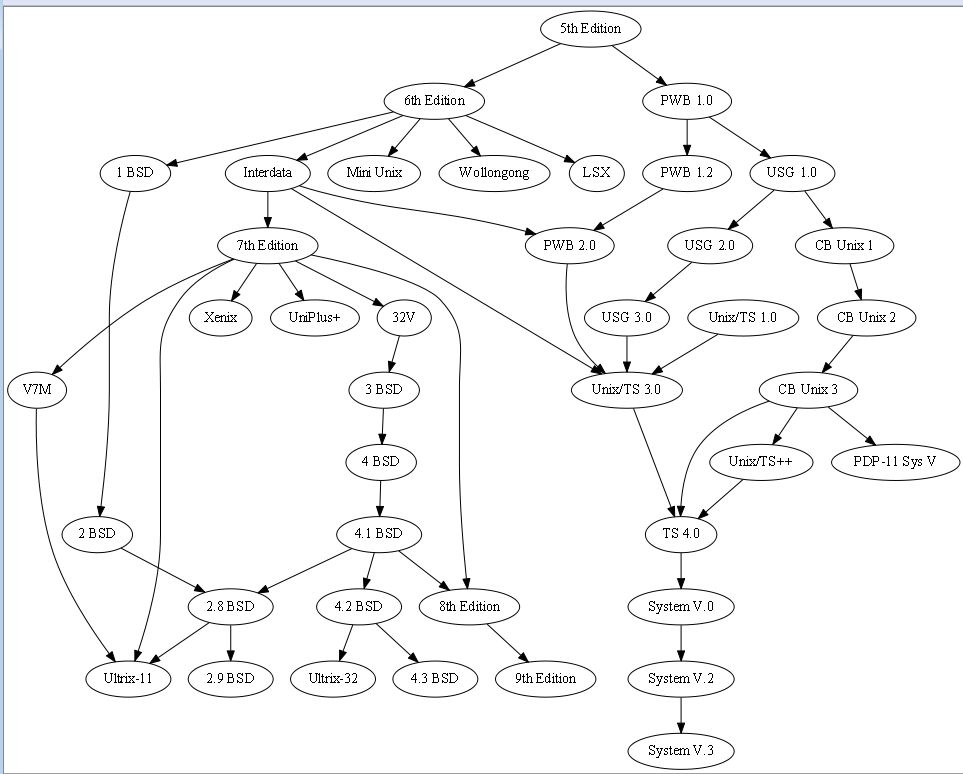 5th Edition
6th Edition
PWB 1.0
1 BSD
Interdata
Mini Unix
Wollongong
LSX
PWB 1.2
USG 1.0
7th Edition
PWB 2.0
USG 2.0
CB Unix 1
Xenix
UniPlus+
32V
USG 3.0
Unix/TS 1.0
CB Unix 2
V7M
3 BSD
Unix/TS 3.0
CB Unix 3
4 BSD
Unix/TS++
PDP-11 Sys V
2 BSD
4.1 BSD
TS 4.0
2.8 BSD
4.2 BSD
8th Edition
System V.0
Ultrix-11
2.9 BSD
Ultrix-32
4.3 BSD
9th Edition
System V.2
System V.3